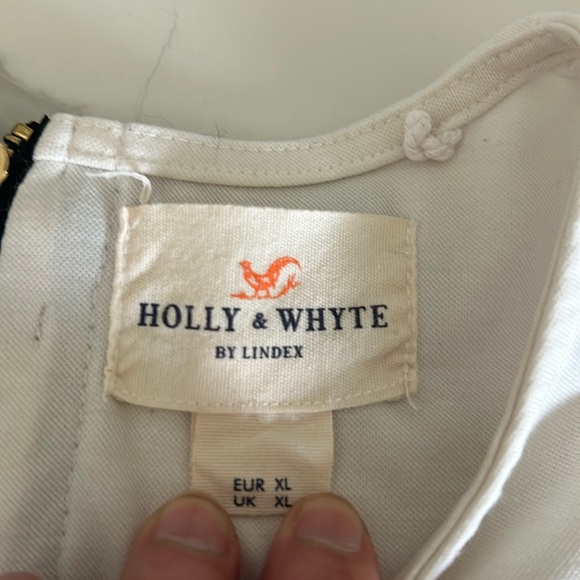 HOLLY & WHYTE
BY LINDEX
EUR XL
UK XL